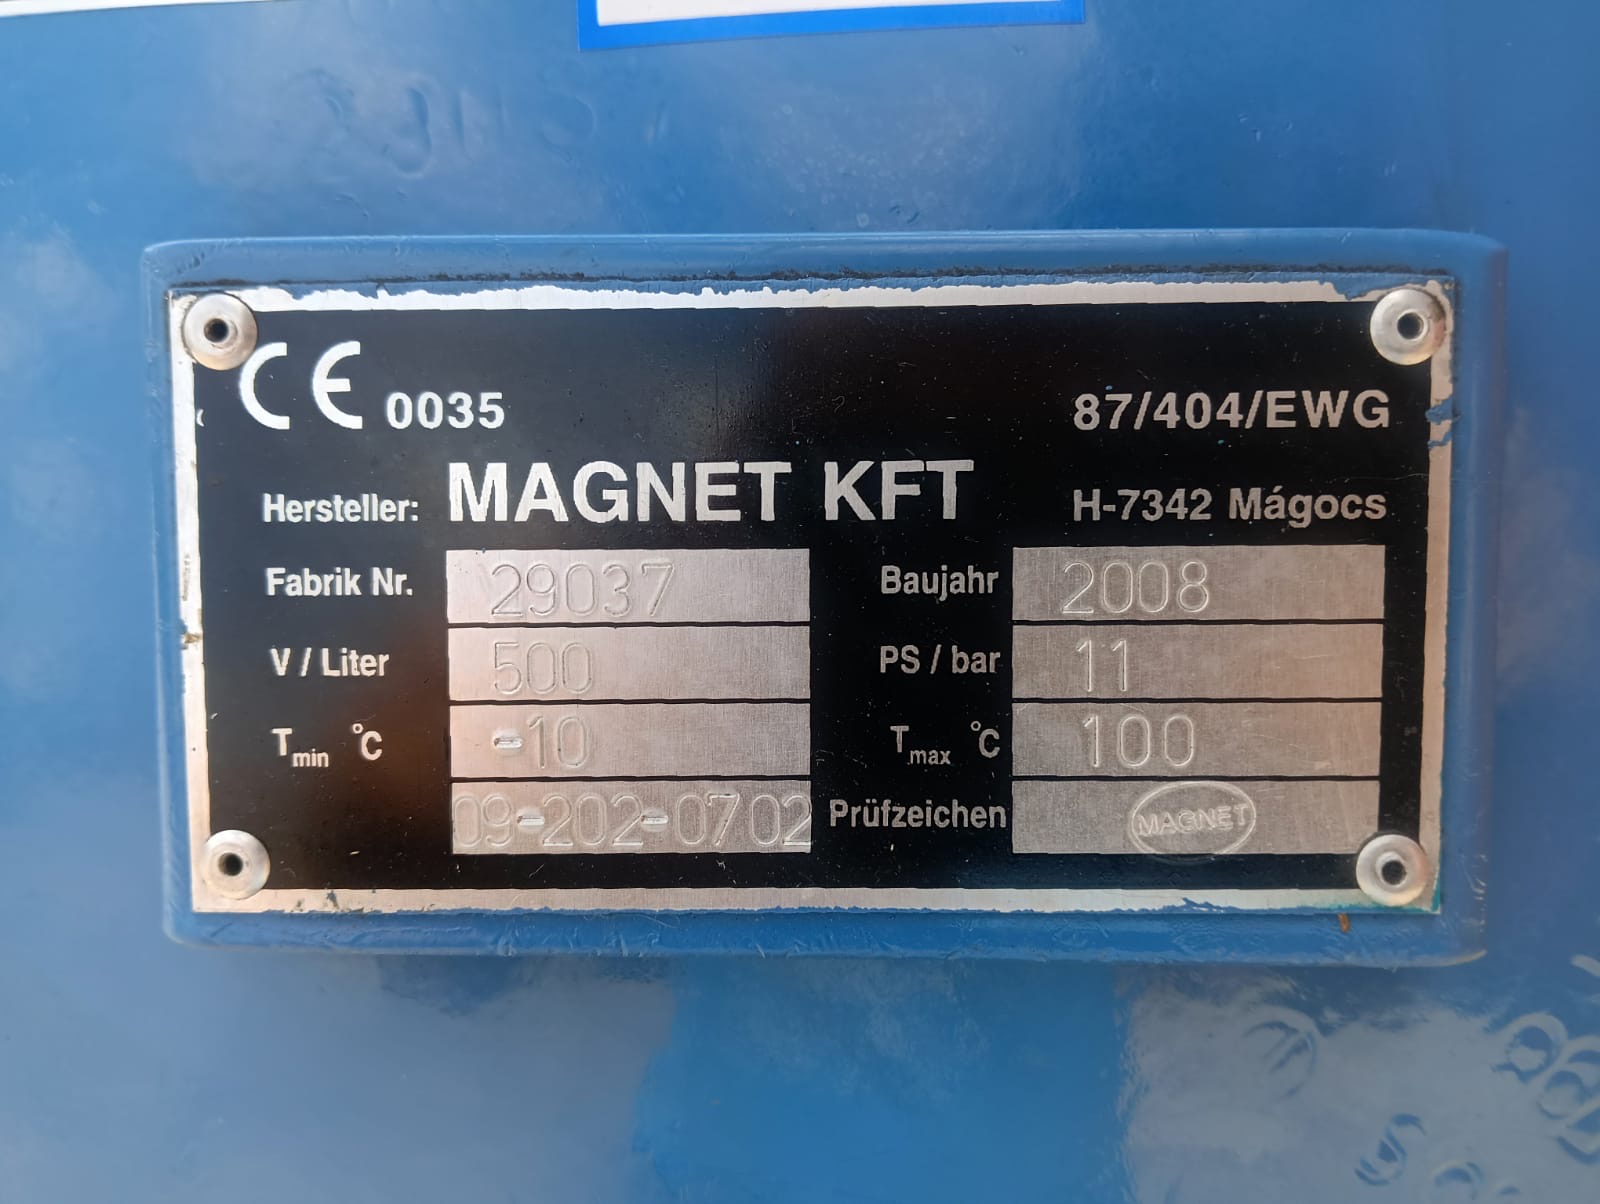 CE 0035 87/404/EWG
Hersteller: MAGNET KFT H-7342 Mágocs
Fabrik Nr. 29037 Baujahr 2008
V / Liter 500 PS / bar 11
Tmin °C -10 Tmax °C 100
09-202-0702 Prüfzeichen MAGNET